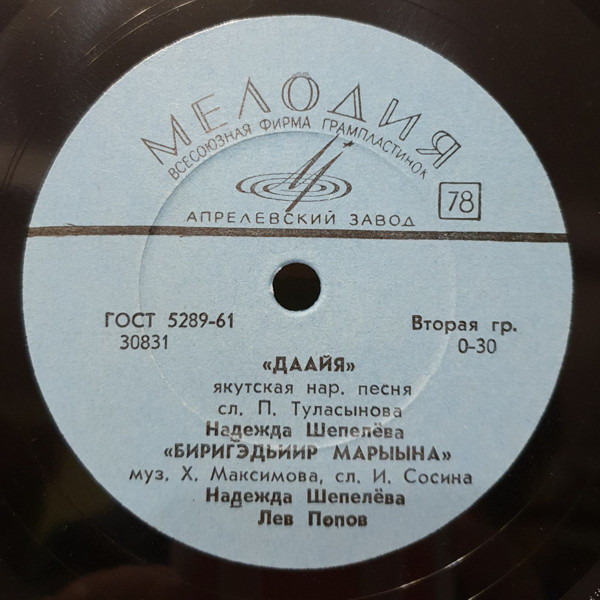 МЕЛОДИЯ
ВСЕСОЮЗНАЯ ФИРМА ГРАМПЛАСТИНОК
АПРЕЛЕВСКИЙ ЗАВОД
78
ГОСТ 5289-61
Вторая гр.
30831
0-30
«ДААЙЯ»
якутская нар. песня
сл. П. Туласынова
Надежда Шепелёва
«БИРИГЭДЬИИР МАРЫЫНА»
муз. Х. Максимова, сл. И. Сосина
Надежда Шепелёва
Лев Попов